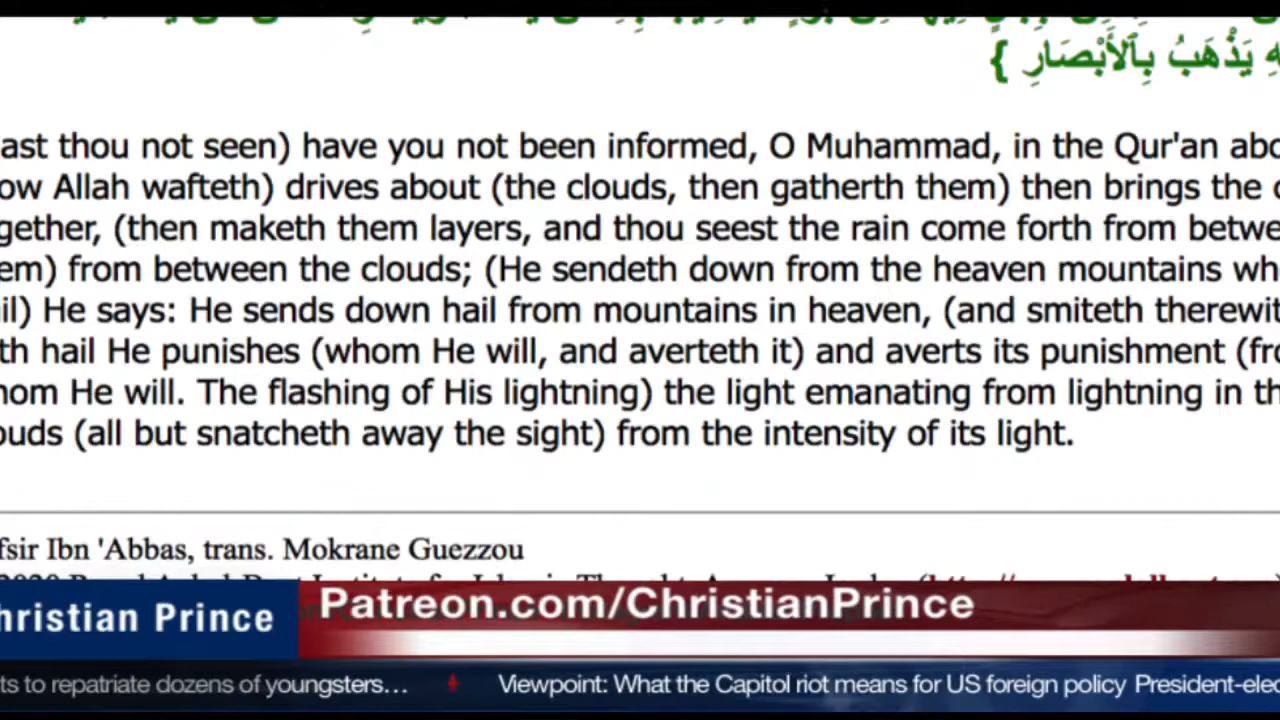 يَذْهَبُ بِٱلأَبْصَارِ }
ast thou not seen) have you not been informed, O Muhammad, in the Qur'an abo
ow Allah wafteth) drives about (the clouds, then gatherth them) then brings the c
gether, (then maketh them layers, and thou seest the rain come forth from betwe
em) from between the clouds; (He sendeth down from the heaven mountains wh
il) He says: He sends down hail from mountains in heaven, (and smiteth therewit
th hail He punishes (whom He will, and averteth it) and averts its punishment (fro
hom He will. The flashing of His lightning) the light emanating from lightning in th
ouds (all but snatcheth away the sight) from the intensity of its light.
fsir Ibn 'Abbas, trans. Mokrane Guezzou
hristian Prince
Patreon.com/ChristianPrince
ts to repatriate dozens of youngsters... Viewpoint: What the Capitol riot means for US foreign policy President-elec